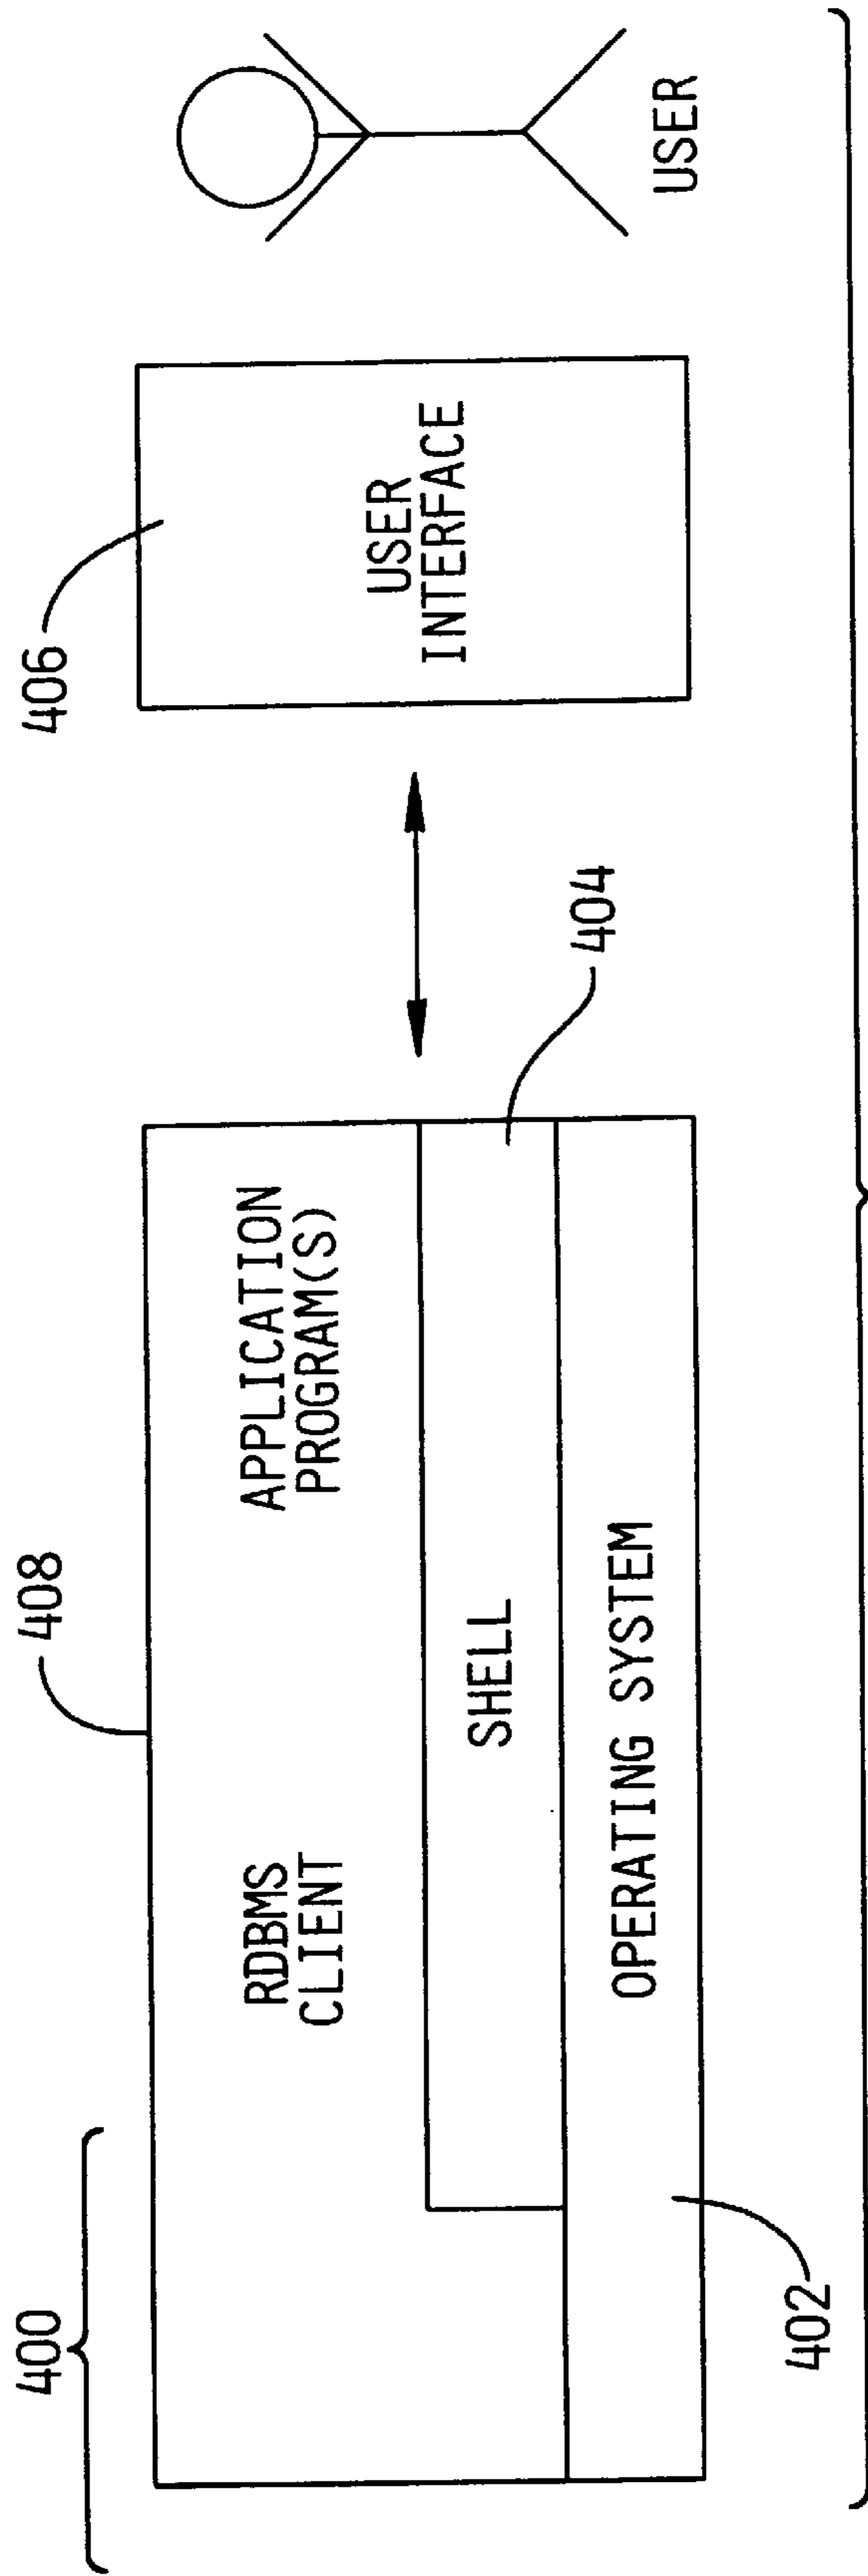 400
408
406
RDBMS
CLIENT
APPLICATION
PROGRAM(S)
SHELL
404
OPERATING SYSTEM
402
USER
INTERFACE
USER